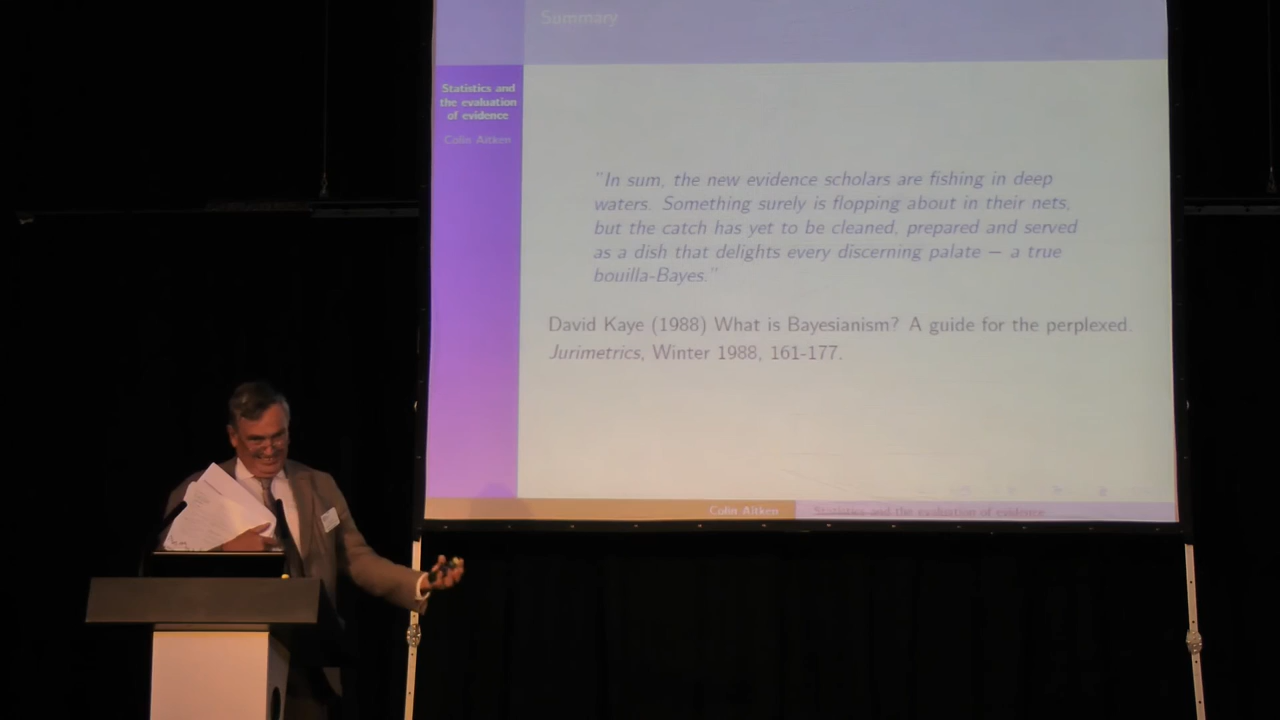 Summary
Statistics and
the evaluation
of evidence
Colin Aitken
"In sum, the new evidence scholars are fishing in deep
waters. Something surely is flopping about in their nets,
but the catch has yet to be cleaned, prepared and served
as a dish that delights every discerning palate – a true
bouilla-Bayes."
David Kaye (1988) What is Bayesianism? A guide for the perplexed.
Jurimetrics, Winter 1988, 161-177.
Colin Aitken
Statistics and the evaluation of evidence